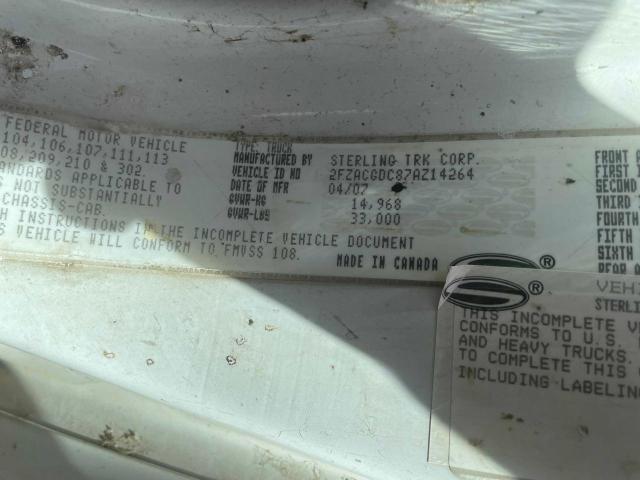 FEDERAL MOTOR VEHICLE
104,106,107,111,113
08,209,210 & 302.
NDARDS APPLICABLE TO
NOT SUBSTANTIALLY
CHASSIS-CAB.
H INSTRUCTIONS IN THE INCOMPLETE VEHICLE DOCUMENT
S VEHICLE WILL CONFORM TO FMVSS 108.
TYPE TRUCK
MANUFACTURED BY STERLING TRK CORP.
VEHICLE ID NO 2FZACGDC87AZ14264
DATE OF MFR 04/07
GVWR-KG 14,968
GVWR-LBS 33,000
MADE IN CANADA
FRONT
FIRST I
SECOND
THIRD
FOURTH
FIFTH
SIXTH
REAR A
®
®
VEHI
STERLI
THIS INCOMPLETE V
CONFORMS TO U.S.
AND HEAVY TRUCKS.
TO COMPLETE THIS
INCLUDING LABELIN